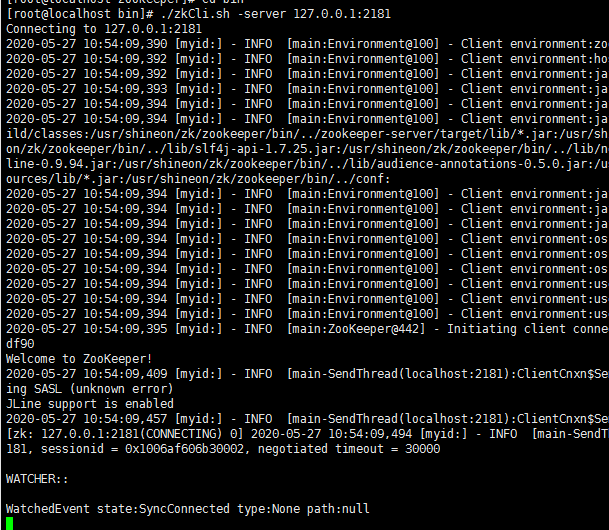 [root@localhost zookeeper]# cd bin
[root@localhost bin]# ./zkCli.sh -server 127.0.0.1:2181
Connecting to 127.0.0.1:2181
2020-05-27 10:54:09,390 [myid:] - INFO  [main:Environment@100] - Client environment:zo
2020-05-27 10:54:09,392 [myid:] - INFO  [main:Environment@100] - Client environment:ho
2020-05-27 10:54:09,392 [myid:] - INFO  [main:Environment@100] - Client environment:ja
2020-05-27 10:54:09,393 [myid:] - INFO  [main:Environment@100] - Client environment:ja
2020-05-27 10:54:09,394 [myid:] - INFO  [main:Environment@100] - Client environment:ja
2020-05-27 10:54:09,394 [myid:] - INFO  [main:Environment@100] - Client environment:ja
ild/classes:/usr/shineon/zk/zookeeper/bin/../zookeeper-server/target/lib/*.jar:/usr/sh
on/zk/zookeeper/bin/../lib/slf4j-api-1.7.25.jar:/usr/shineon/zk/zookeeper/bin/../lib/n
line-0.9.94.jar:/usr/shineon/zk/zookeeper/bin/../lib/audience-annotations-0.5.0.jar:/u
ources/lib/*.jar:/usr/shineon/zk/zookeeper/bin/../conf:
2020-05-27 10:54:09,394 [myid:] - INFO  [main:Environment@100] - Client environment:ja
2020-05-27 10:54:09,394 [myid:] - INFO  [main:Environment@100] - Client environment:ja
2020-05-27 10:54:09,394 [myid:] - INFO  [main:Environment@100] - Client environment:ja
2020-05-27 10:54:09,394 [myid:] - INFO  [main:Environment@100] - Client environment:os
2020-05-27 10:54:09,394 [myid:] - INFO  [main:Environment@100] - Client environment:os
2020-05-27 10:54:09,394 [myid:] - INFO  [main:Environment@100] - Client environment:os
2020-05-27 10:54:09,394 [myid:] - INFO  [main:Environment@100] - Client environment:us
2020-05-27 10:54:09,394 [myid:] - INFO  [main:Environment@100] - Client environment:us
2020-05-27 10:54:09,394 [myid:] - INFO  [main:Environment@100] - Client environment:us
2020-05-27 10:54:09,395 [myid:] - INFO  [main:ZooKeeper@442] - Initiating client conne
df90
Welcome to ZooKeeper!
2020-05-27 10:54:09,409 [myid:] - INFO  [main-SendThread(localhost:2181):ClientCnxn$Se
ing SASL (unknown error)
JLine support is enabled
2020-05-27 10:54:09,457 [myid:] - INFO  [main-SendThread(localhost:2181):ClientCnxn$Se
[zk: 127.0.0.1:2181(CONNECTING) 0] 2020-05-27 10:54:09,494 [myid:] - INFO  [main-SendT
181, sessionid = 0x1006af606b30002, negotiated timeout = 30000
WATCHER::
WatchedEvent state:SyncConnected type:None path:null